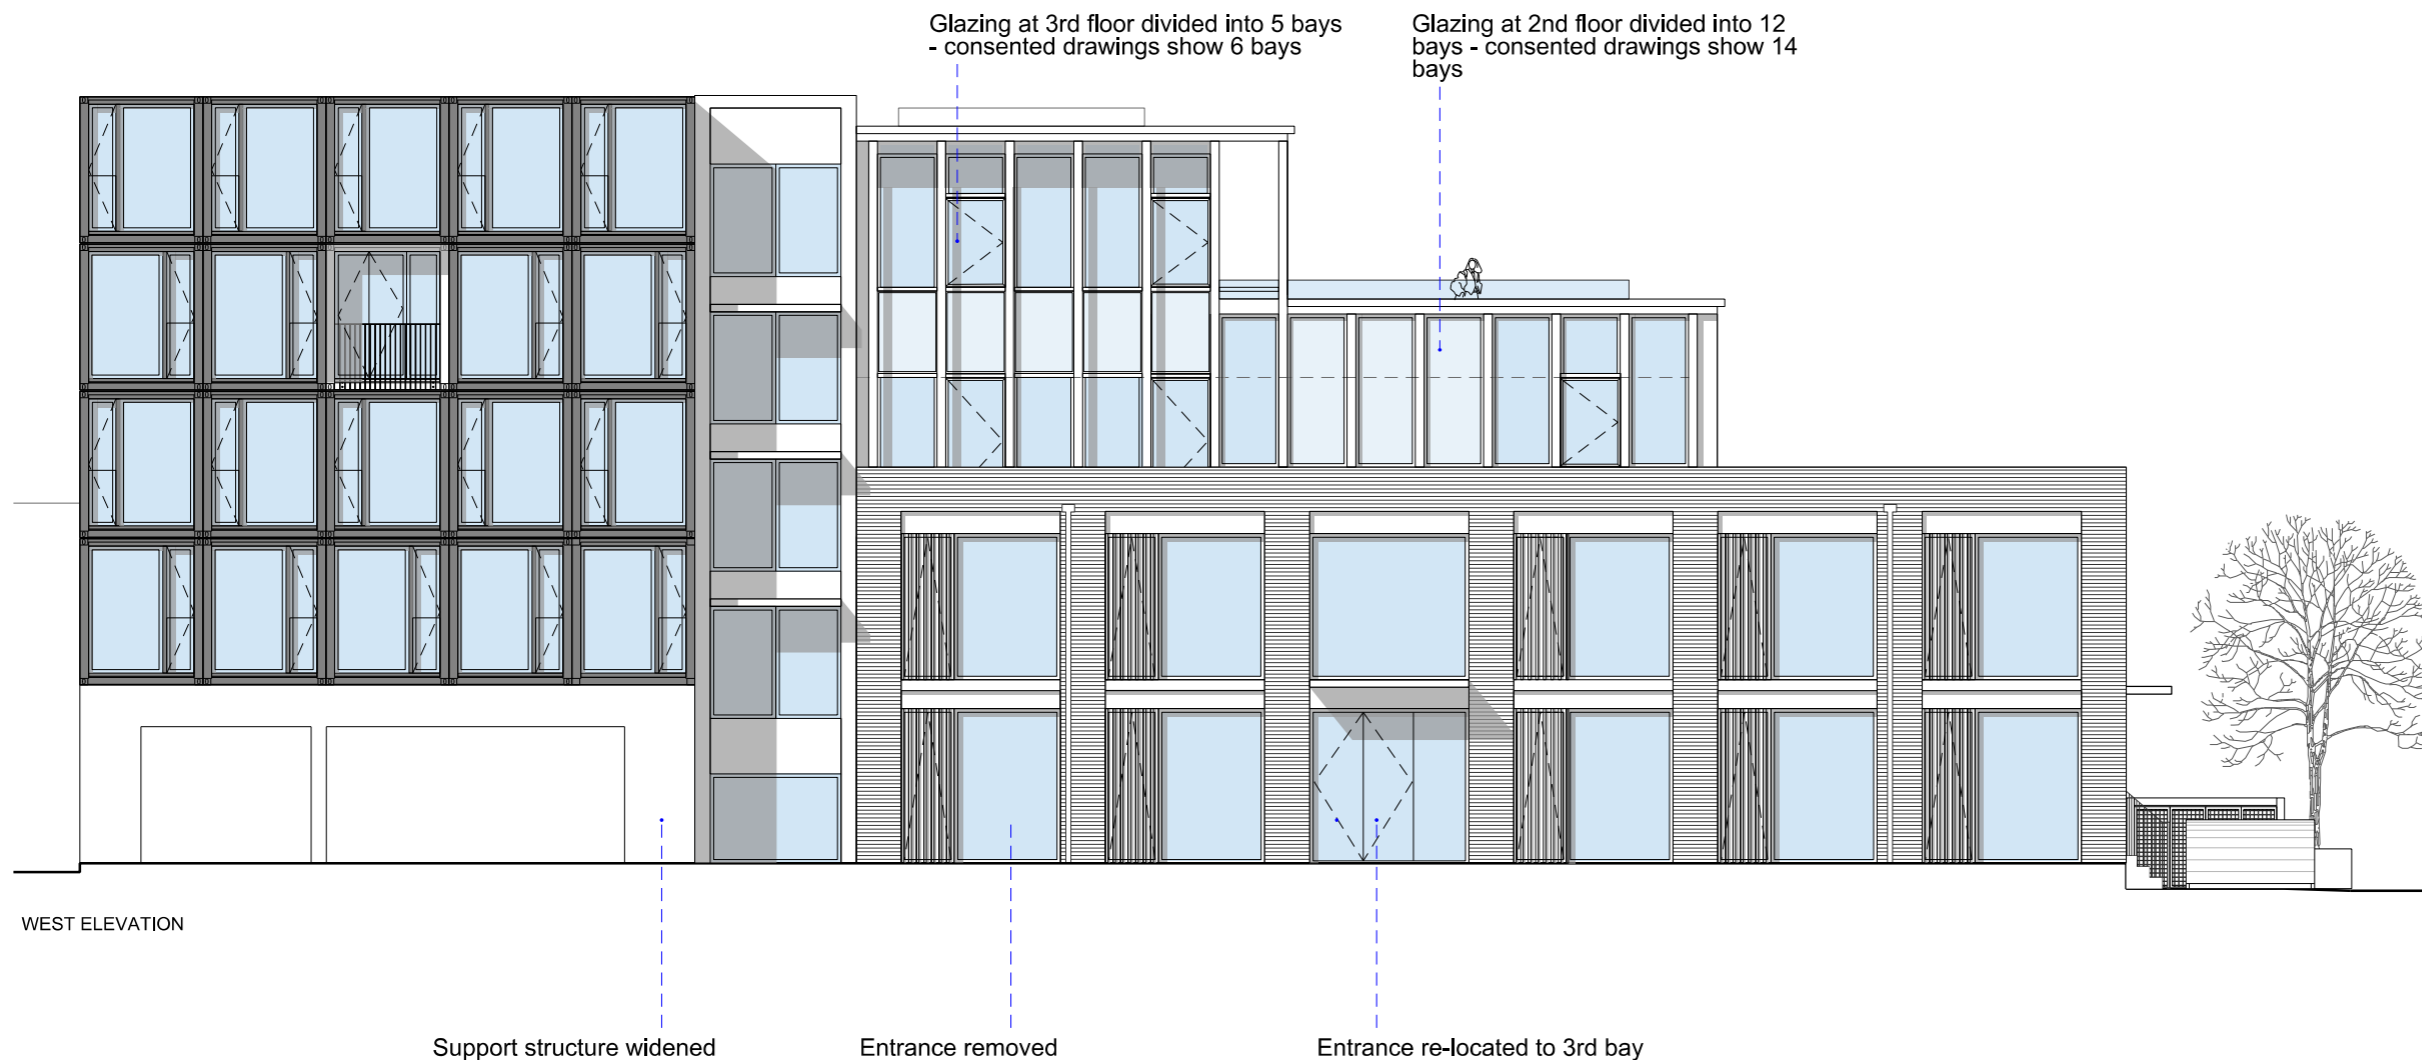 Glazing at 3rd floor divided into 5 bays
- consented drawings show 6 bays
Glazing at 2nd floor divided into 12
bays - consented drawings show 14
bays
WEST ELEVATION
Support structure widened
Entrance removed
Entrance re-located to 3rd bay